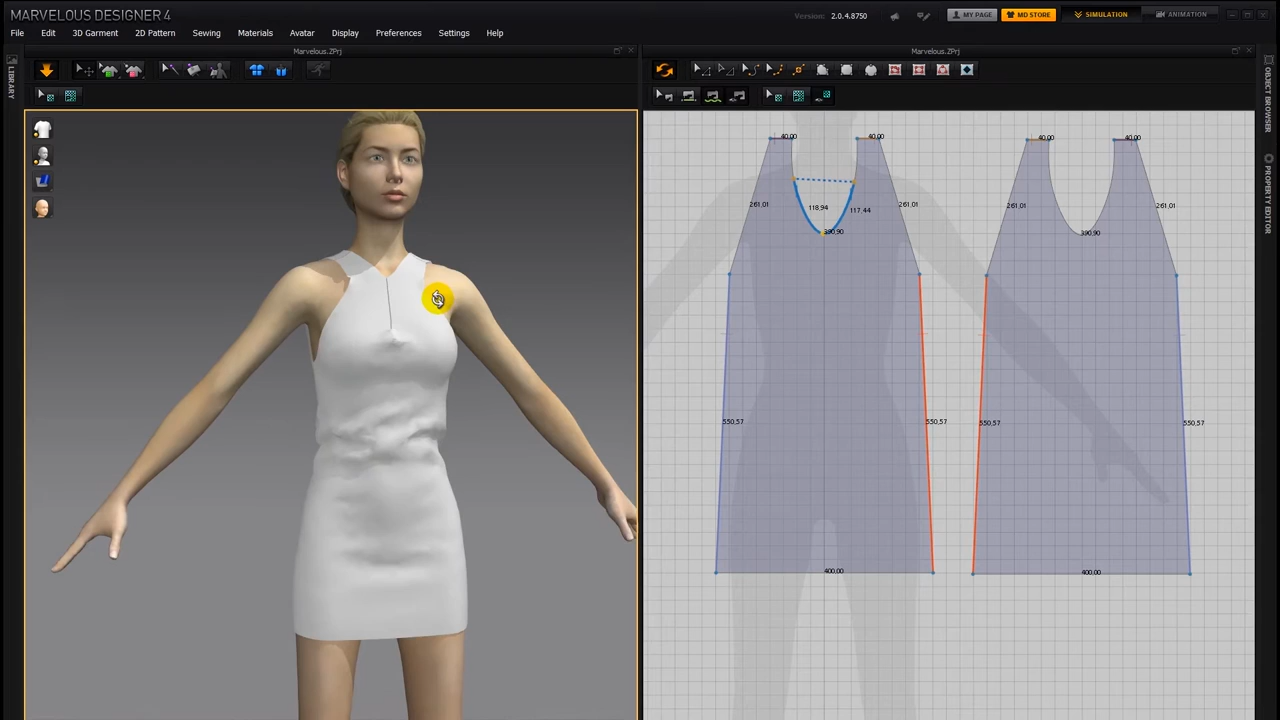 MARVELOUS DESIGNER 4
Version: 2.0.4.8750
MY PAGE
MD STORE
SIMULATION
ANIMATION
File Edit 3D Garment 2D Pattern Sewing Materials Avatar Display Preferences Settings Help
Marvelous.ZPrj
Marvelous.ZPrj
LIBRARY
OBJECT BROWSER
PROPERTY EDITOR
40,00 40,00 40,00 40,00
261,01 118,94 117,44 261,01 261,01 261,01
390,90 390,90
550,57 550,57 550,57 550,57
400,00 400,00